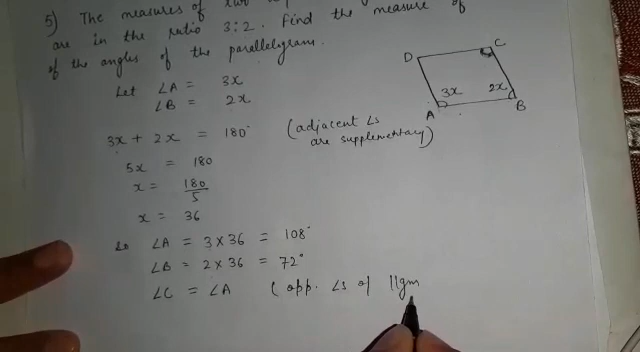 5) The measures of two
are in the ratio 3:2. Find the measure of
of the angles of the parallelogram.
Let ∠A = 3x
∠B = 2x
3x + 2x = 180° (adjacent ∠s are supplementary)
5x = 180
x = 180/5
x = 36
So ∠A = 3 × 36 = 108°
∠B = 2 × 36 = 72°
∠C = ∠A (opp. ∠s of ||gm
D
C
3x
2x
A
B